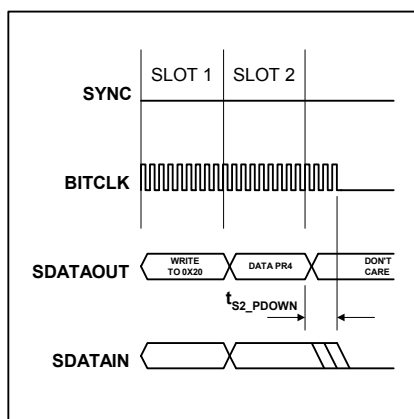 SLOT 1 SLOT 2
SYNC
BITCLK
SDATAOUT
WRITE
TO 0X20
DATA PR4
DON'T
CARE
tS2_PDOWN
SDATAIN